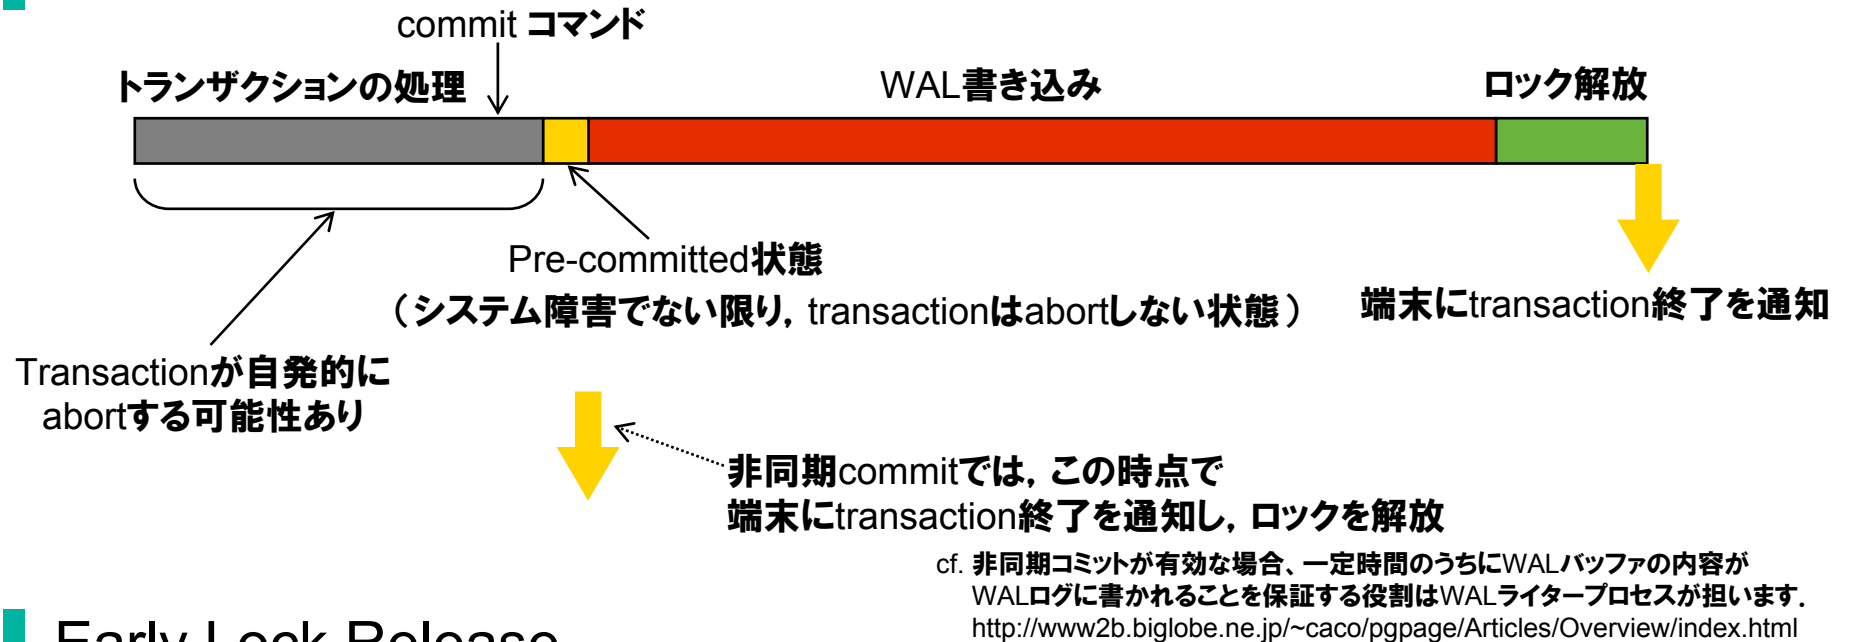 commit コマンド
トランザクションの処理
WAL書き込み
ロック解放
Pre-committed状態
(システム障害でない限り, transactionはabortしない状態)
端末にtransaction終了を通知
Transactionが自発的に
abortする可能性あり
非同期commitでは, この時点で
端末にtransaction終了を通知し, ロックを解放
cf. 非同期コミットが有効な場合、一定時間のうちにWALバッファの内容が
WALログに書かれることを保証する役割はWALライタープロセスが担います.
http://www2b.biglobe.ne.jp/~caco/pgpage/Articles/Overview/index.html
Early Lock Release